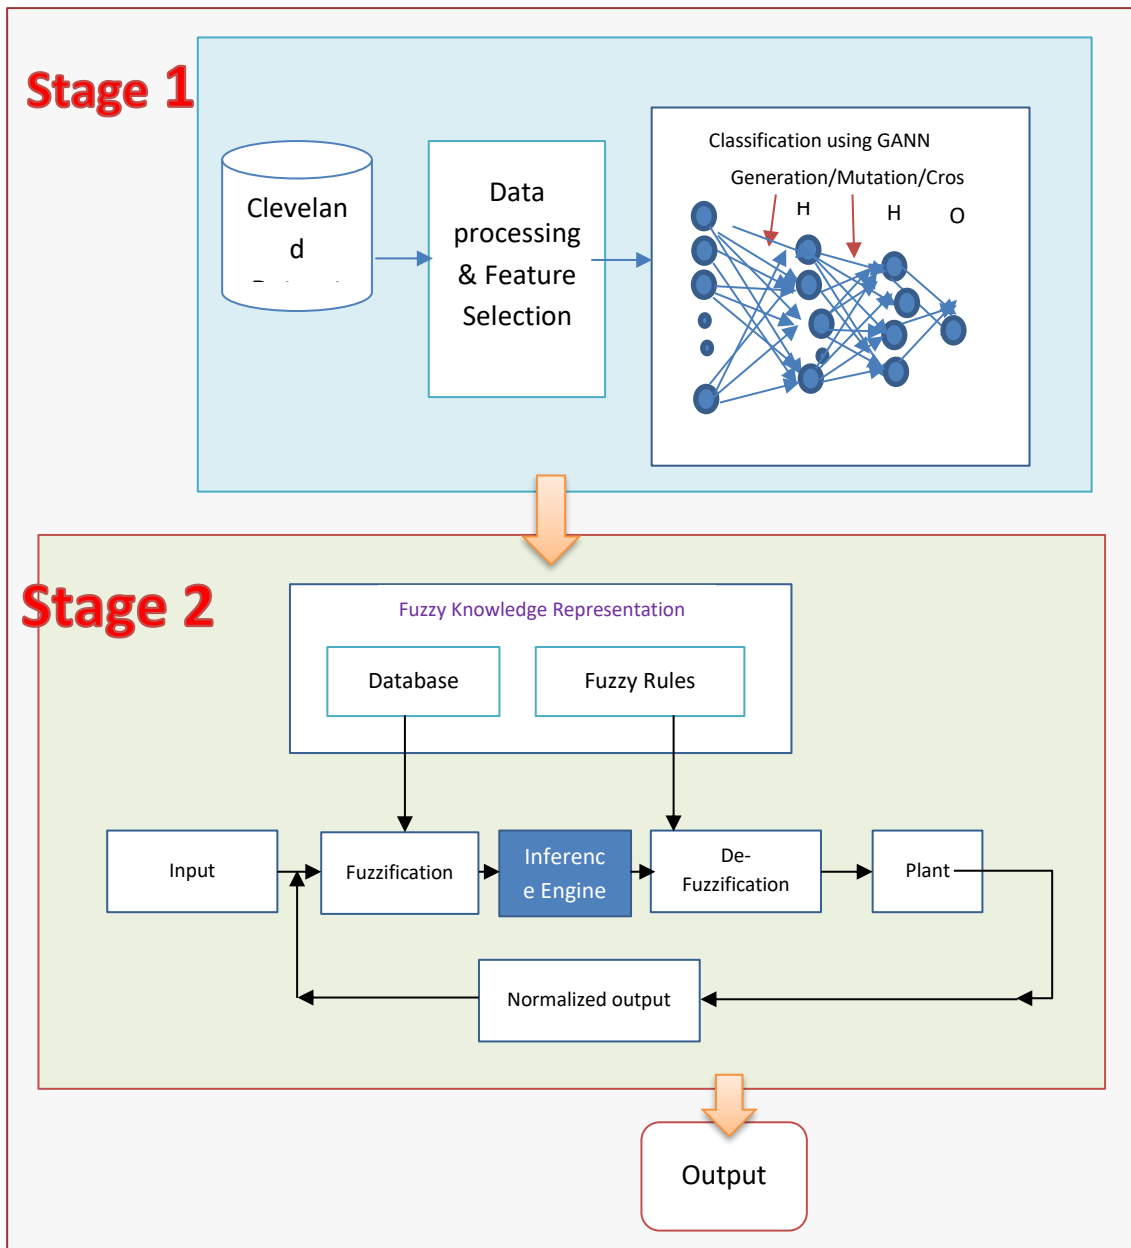 Stage 1
Clevelan
d
Data
processing
& Feature
Selection
Classification using GANN
Generation/Mutation/Cros
H
H
O
Stage 2
Fuzzy Knowledge Representation
Database
Fuzzy Rules
Input
Fuzzification
Inferenc
e Engine
De-
Fuzzification
Plant
Normalized output
Output